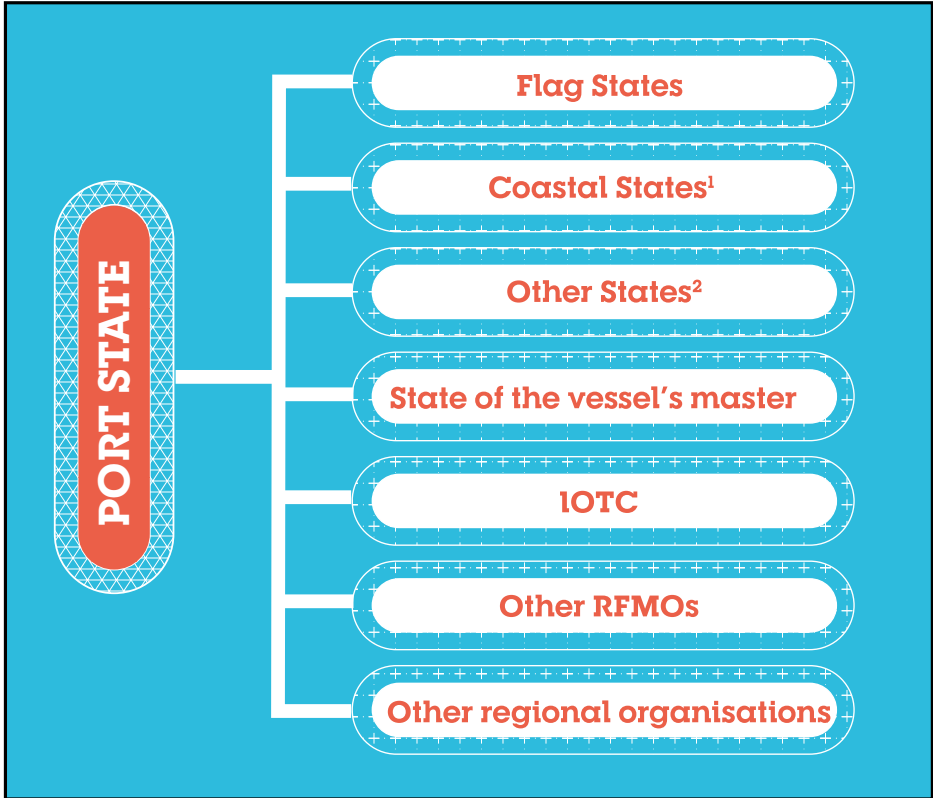 PORT STATE
Flag States
Coastal States¹
Other States²
State of the vessel's master
IOTC
Other RFMOs
Other regional organisations